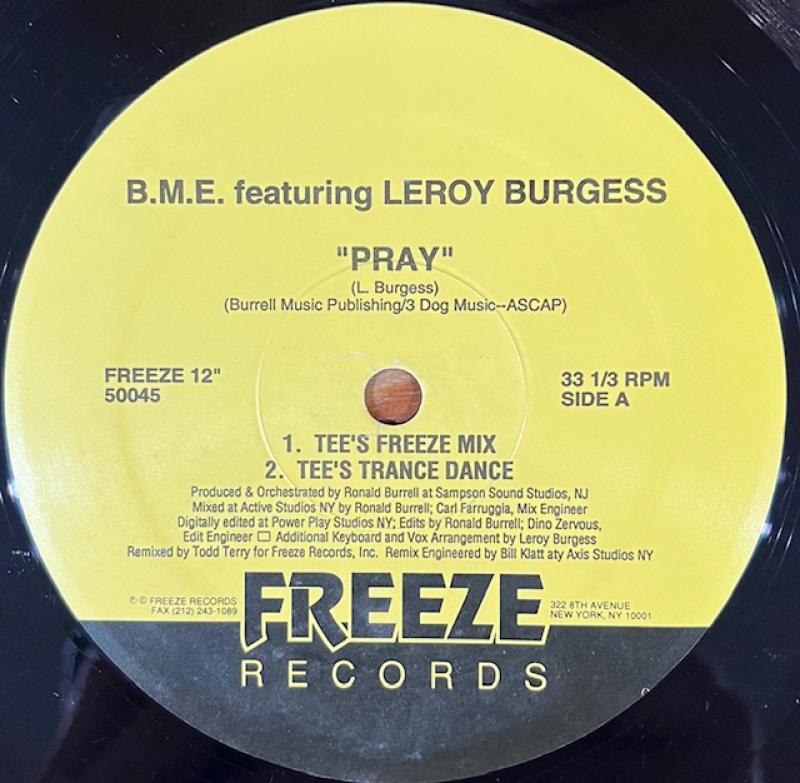 B.M.E. featuring LEROY BURGESS
"PRAY"
(L. Burgess)
(Burrell Music Publishing/3 Dog Music--ASCAP)
FREEZE 12"
50045
33 1/3 RPM
SIDE A
1. TEE'S FREEZE MIX
2. TEE'S TRANCE DANCE
Produced & Orchestrated by Ronald Burrell at Sampson Sound Studios, NJ
Mixed at Active Studios NY by Ronald Burrell; Carl Farruggia, Mix Engineer
Digitally edited at Power Play Studios NY; Edits by Ronald Burrell; Dino Zervous,
Edit Engineer □ Additional Keyboard and Vox Arrangement by Leroy Burgess
Remixed by Todd Terry for Freeze Records, Inc. Remix Engineered by Bill Klatt aty Axis Studios NY
℗ © FREEZE RECORDS
FAX (212) 243-1089
322 8TH AVENUE
NEW YORK, NY 10001
FREEZE
RECORDS